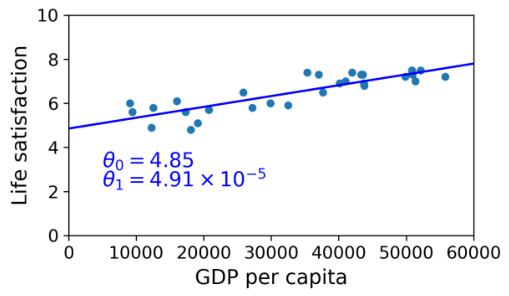 10
8
6
4
2
0
Life satisfaction
θ₀ = 4.85
θ₁ = 4.91 × 10⁻⁵
0 10000 20000 30000 40000 50000 60000
GDP per capita